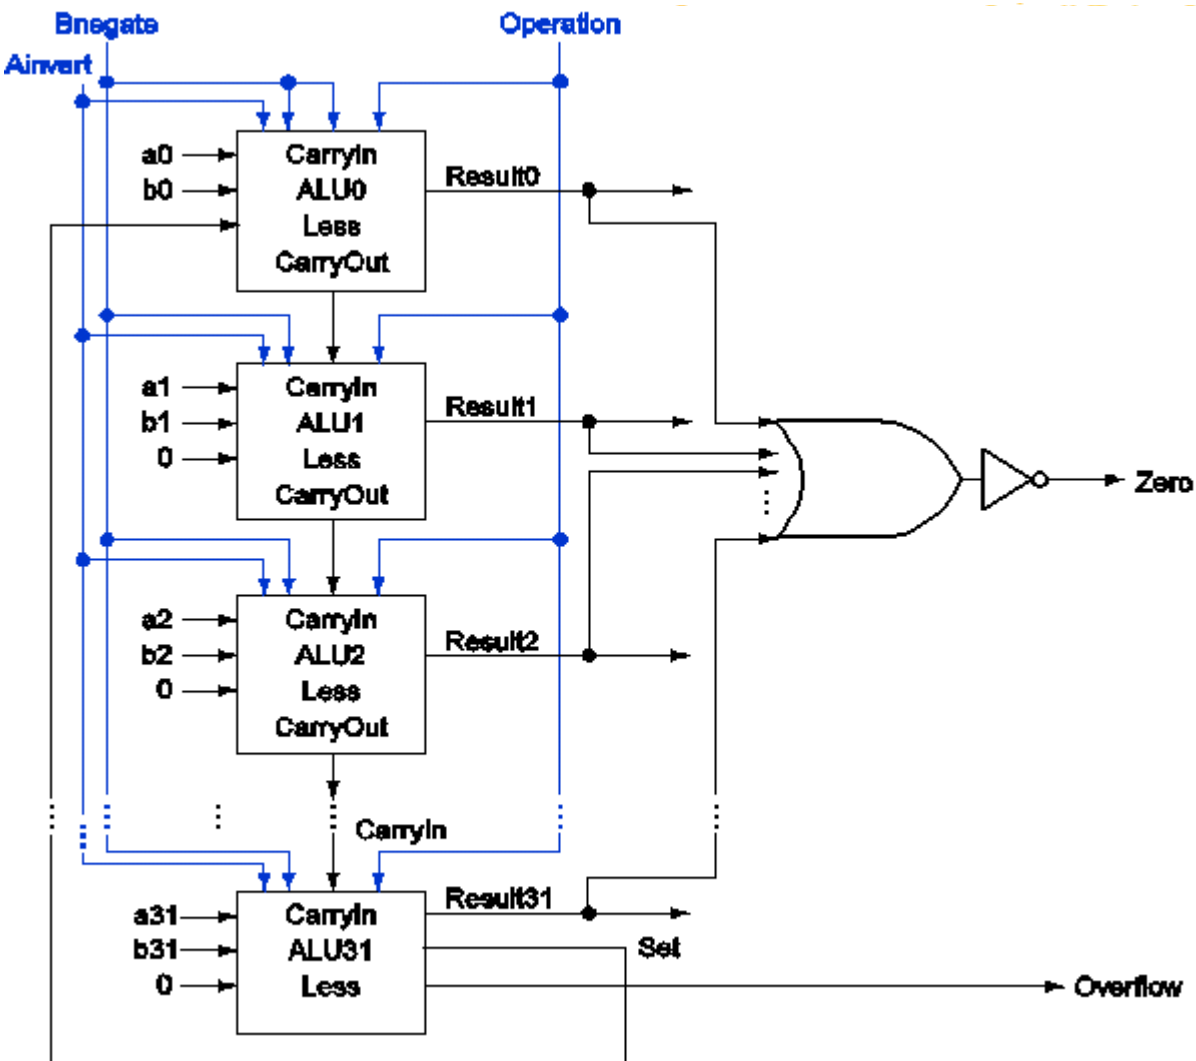 Bnegate
Operation
Ainvert
a0
CarryIn
Result0
b0
ALU0
Less
CarryOut
a1
CarryIn
Result1
b1
ALU1
0
Less
CarryOut
Zero
a2
CarryIn
Result2
b2
ALU2
0
Less
CarryOut
CarryIn
a31
CarryIn
Result31
b31
ALU31
Set
0
Less
Overflow